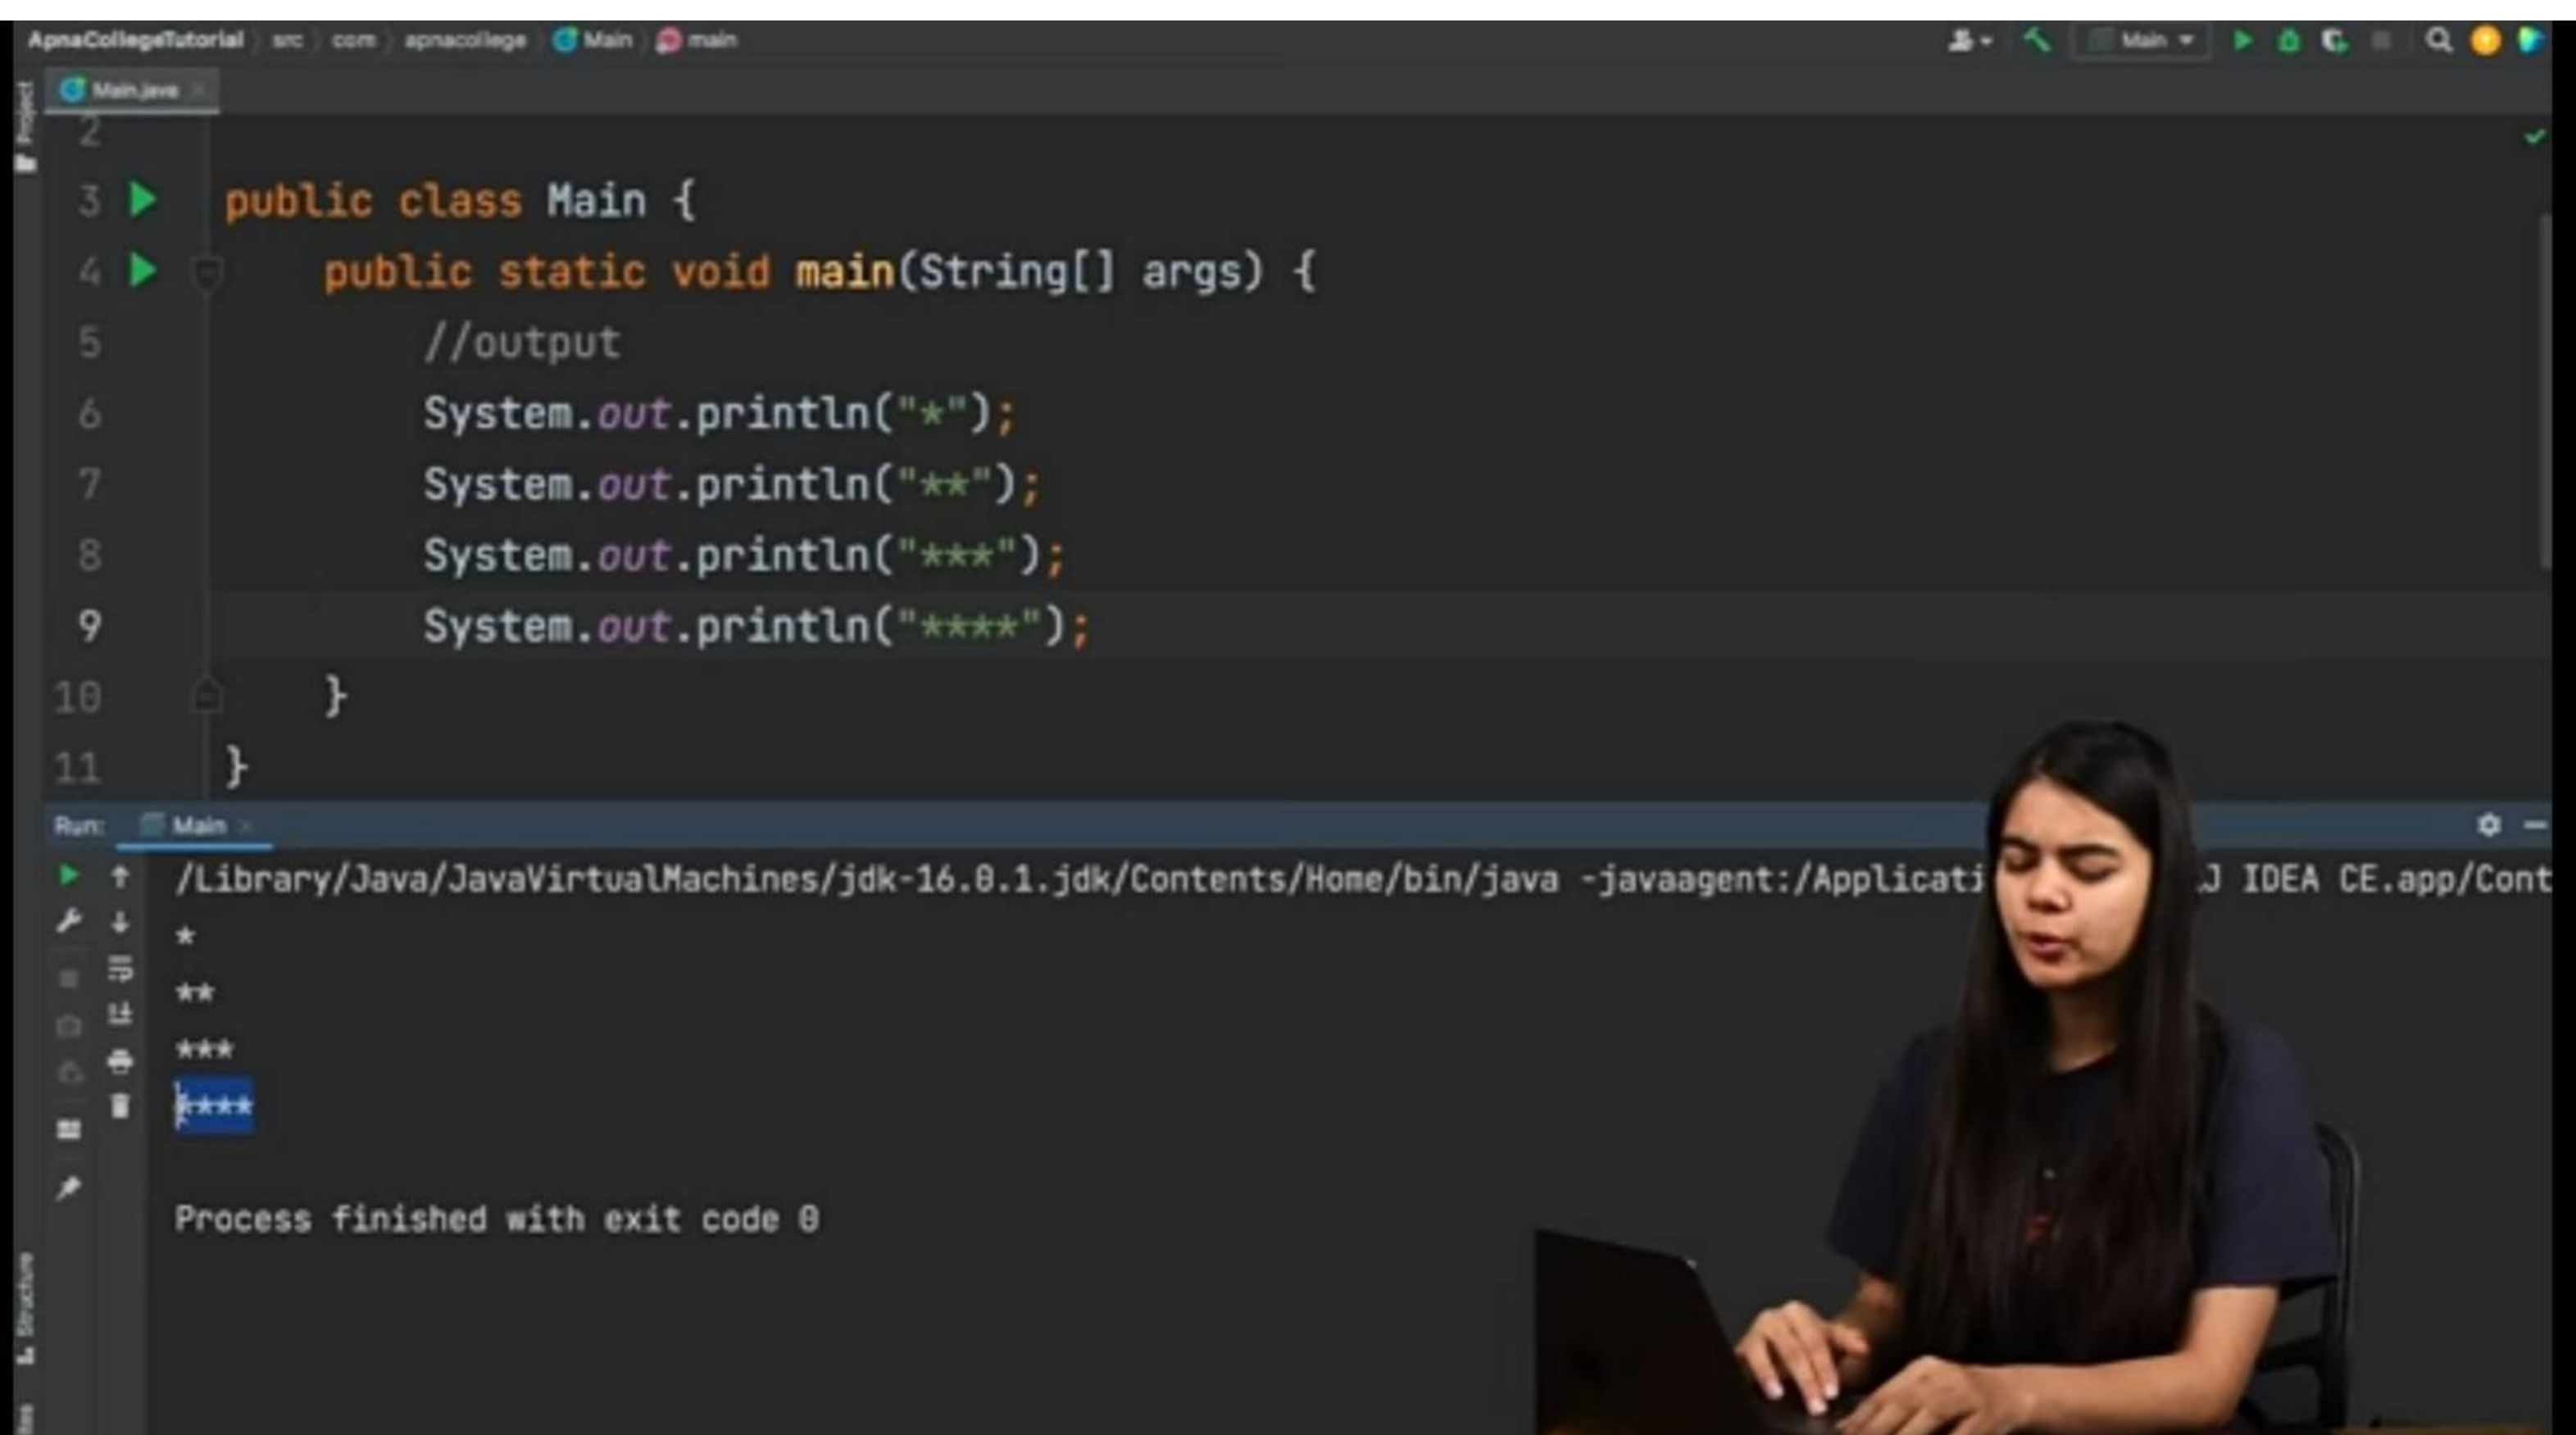 ApnaCollegeTutorial src com apnacollege Main main
Main
Project
Main.java
2
3 public class Main {
4 public static void main(String[] args) {
5 //output
6 System.out.println("*");
7 System.out.println("**");
8 System.out.println("***");
9 System.out.println("****");
10 }
11 }
Run: Main
/Library/Java/JavaVirtualMachines/jdk-16.0.1.jdk/Contents/Home/bin/java -javaagent:/Applicati J IDEA CE.app/Cont
*
**
***
****
Process finished with exit code 0
Structure